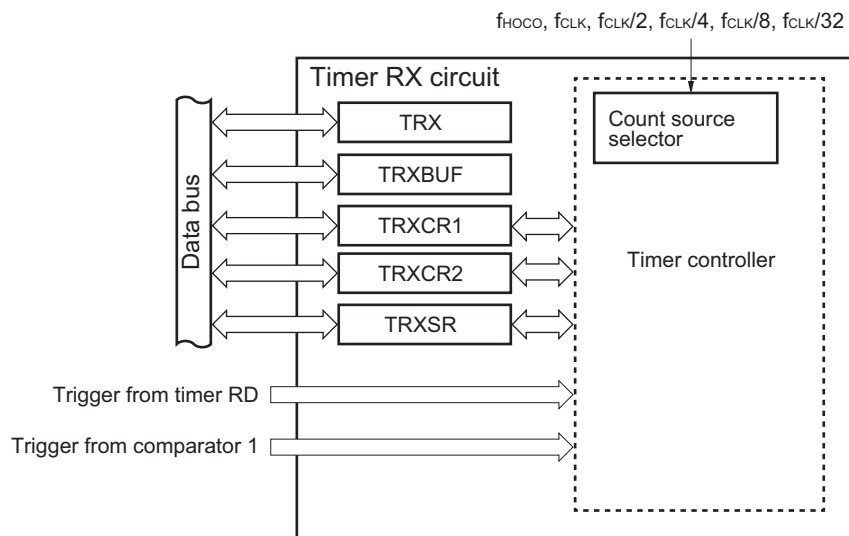 fHOCO, fCLK, fCLK/2, fCLK/4, fCLK/8, fCLK/32
Timer RX circuit
Count source
selector
TRX
TRXBUF
TRXCR1
TRXCR2
TRXSR
Data bus
Timer controller
Trigger from timer RD
Trigger from comparator 1